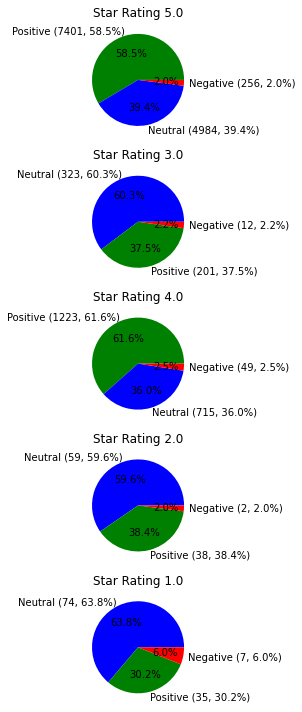 Star Rating 5.0
Positive (7401, 58.5%)
58.5%
2.0%
Negative (256, 2.0%)
39.4%
Neutral (4984, 39.4%)
Star Rating 3.0
Neutral (323, 60.3%)
60.3%
2.2%
Negative (12, 2.2%)
37.5%
Positive (201, 37.5%)
Star Rating 4.0
Positive (1223, 61.6%)
61.6%
2.5%
Negative (49, 2.5%)
36.0%
Neutral (715, 36.0%)
Star Rating 2.0
Neutral (59, 59.6%)
59.6%
2.0%
Negative (2, 2.0%)
38.4%
Positive (38, 38.4%)
Star Rating 1.0
Neutral (74, 63.8%)
63.8%
6.0%
Negative (7, 6.0%)
30.2%
Positive (35, 30.2%)